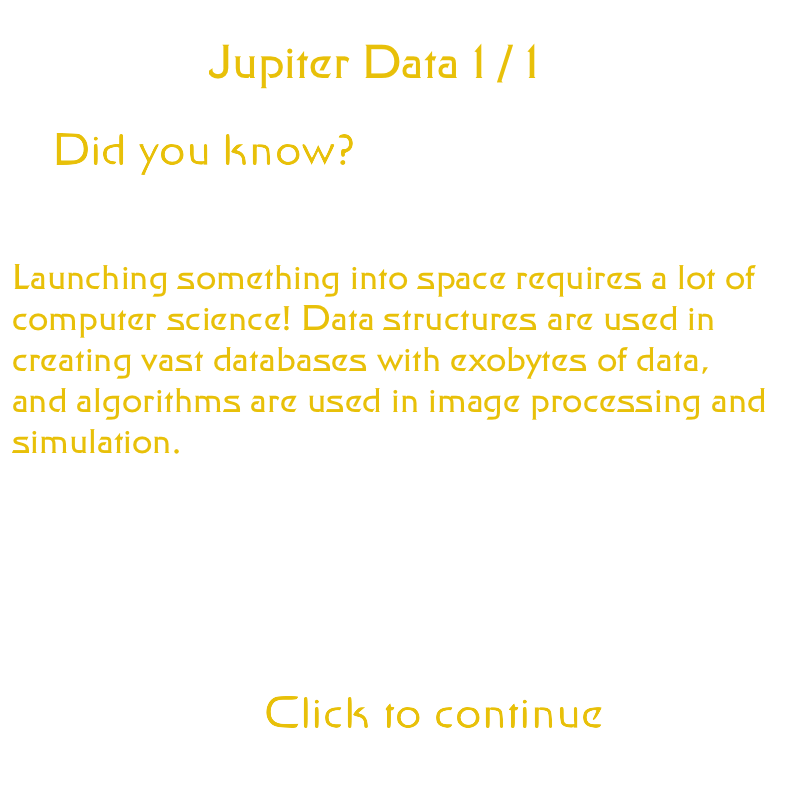 Jupiter Data 1 / 1
Did you know?
Launching something into space requires a lot of
computer science! Data structures are used in
creating vast databases with exobytes of data,
and algorithms are used in image processing and
simulation.
Click to continue